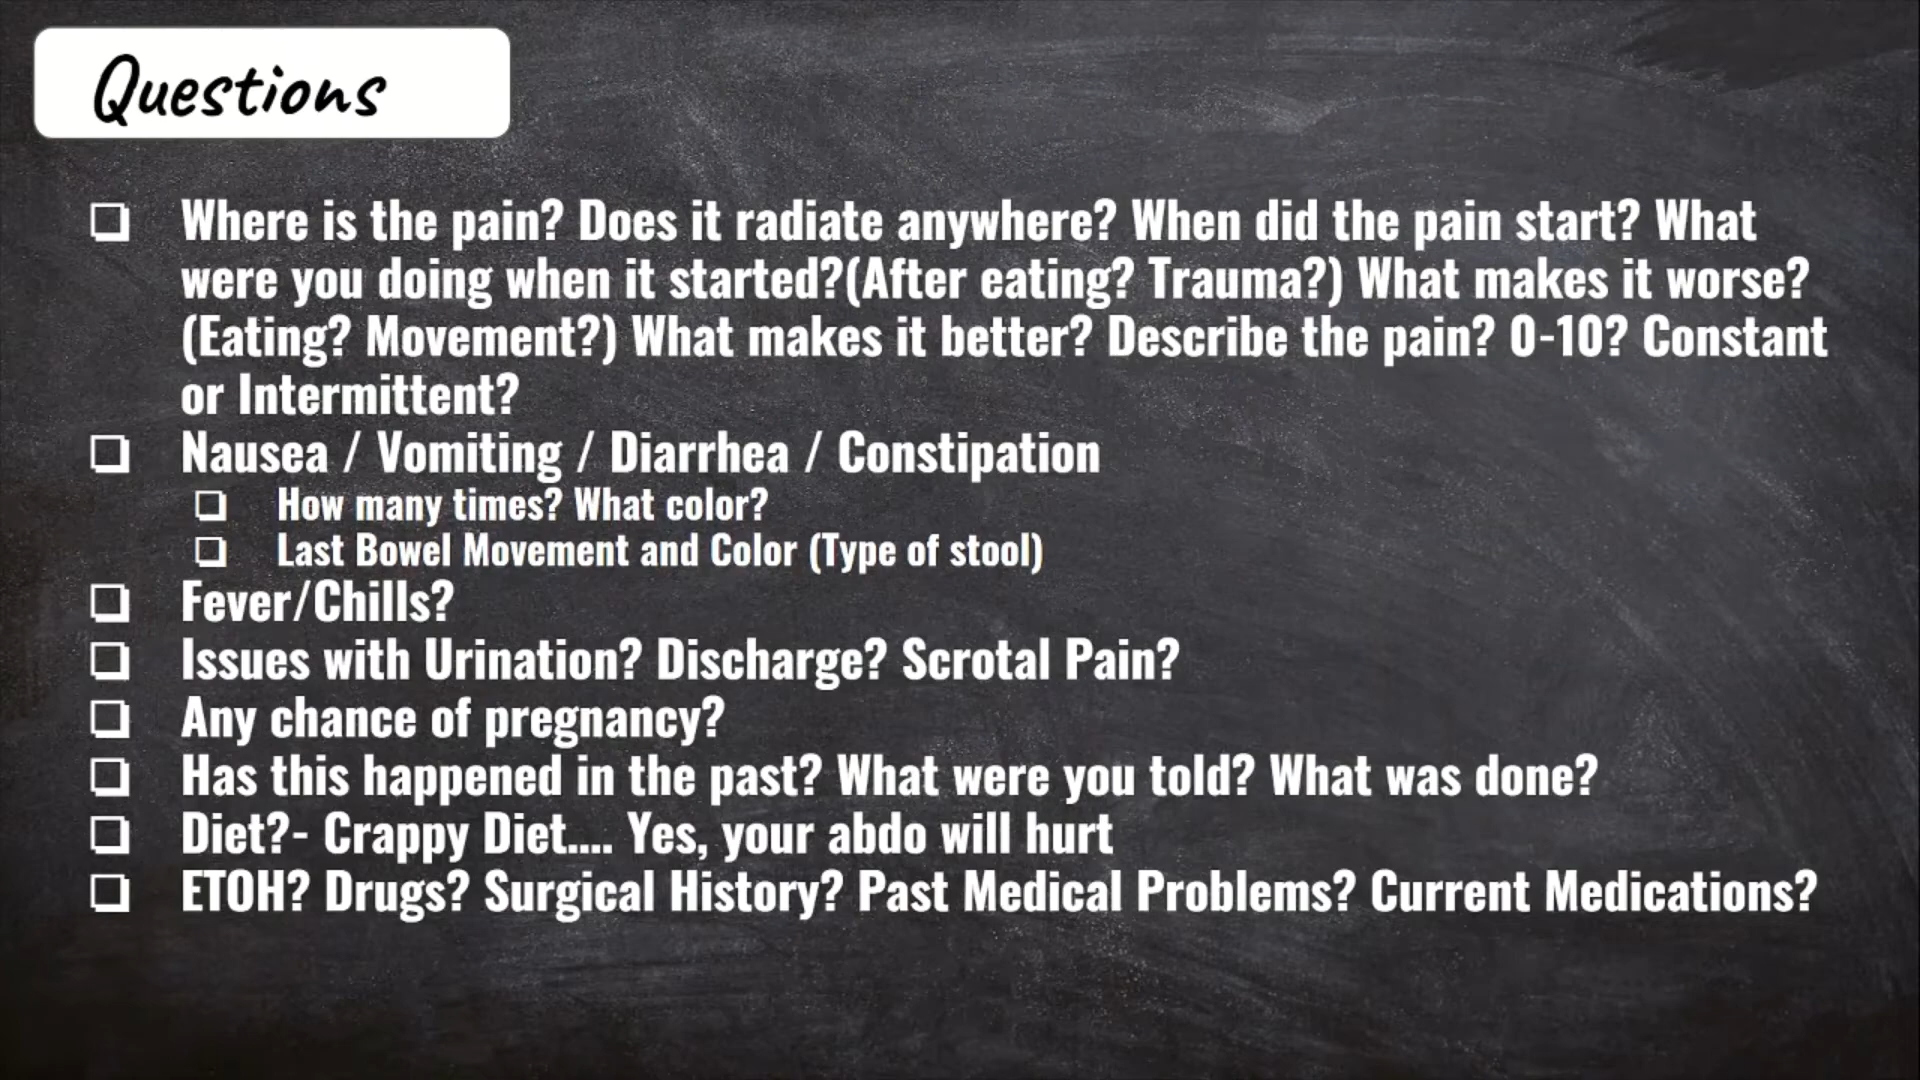 Questions
Where is the pain? Does it radiate anywhere? When did the pain start? What
were you doing when it started?(After eating? Trauma?) What makes it worse?
(Eating? Movement?) What makes it better? Describe the pain? 0-10? Constant
or Intermittent?
Nausea / Vomiting / Diarrhea / Constipation
How many times? What color?
Last Bowel Movement and Color (Type of stool)
Fever/Chills?
Issues with Urination? Discharge? Scrotal Pain?
Any chance of pregnancy?
Has this happened in the past? What were you told? What was done?
Diet?- Crappy Diet.... Yes, your abdo will hurt
ETOH? Drugs? Surgical History? Past Medical Problems? Current Medications?